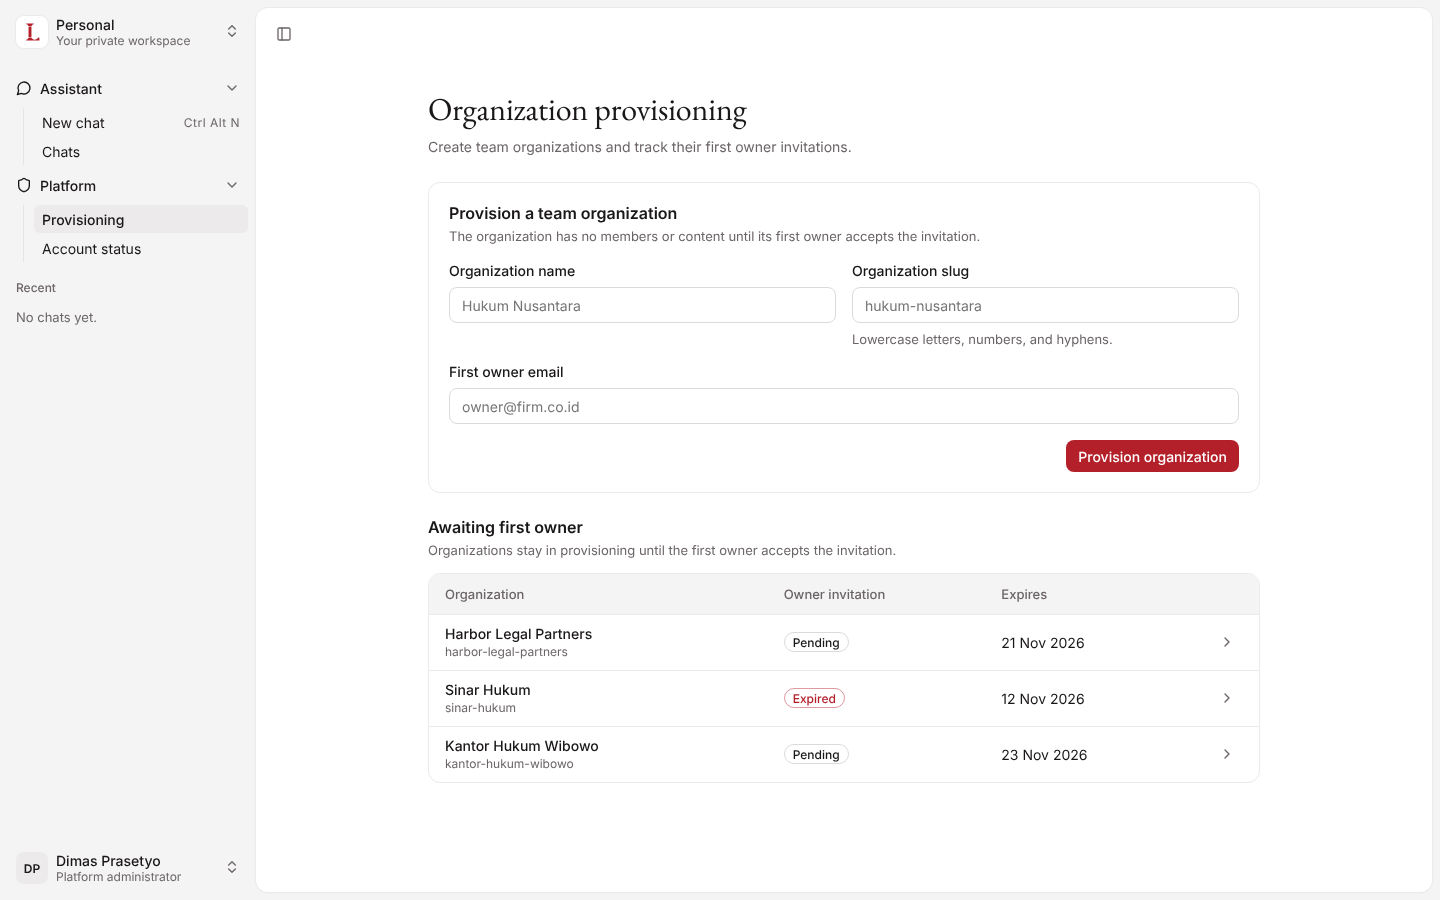 L
Personal
Your private workspace
Assistant
New chat Ctrl Alt N
Chats
Platform
Provisioning
Account status
Recent
No chats yet.
DP
Dimas Prasetyo
Platform administrator
Organization provisioning
Create team organizations and track their first owner invitations.
Provision a team organization
The organization has no members or content until its first owner accepts the invitation.
Organization name
Hukum Nusantara
Organization slug
hukum-nusantara
Lowercase letters, numbers, and hyphens.
First owner email
owner@firm.co.id
Provision organization
Awaiting first owner
Organizations stay in provisioning until the first owner accepts the invitation.
Organization Owner invitation Expires
Harbor Legal Partners
harbor-legal-partners
Pending
21 Nov 2026
Sinar Hukum
sinar-hukum
Expired
12 Nov 2026
Kantor Hukum Wibowo
kantor-hukum-wibowo
Pending
23 Nov 2026